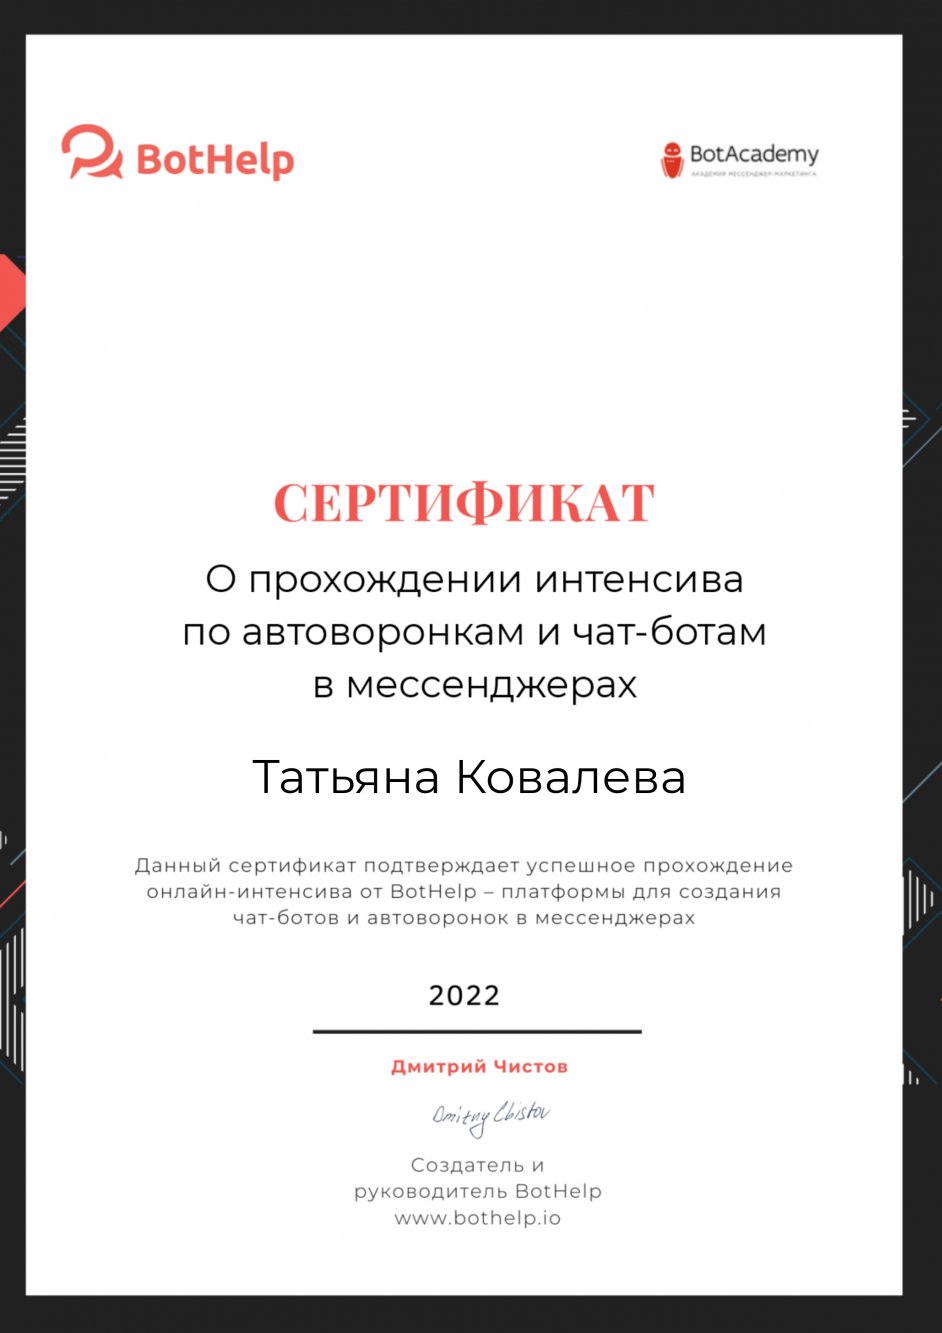 BotHelp
BotAcademy
АКАДЕМИЯ МЕССЕНДЖЕР-МАРКЕТИНГА
СЕРТИФИКАТ
О прохождении интенсива
по автоворонкам и чат-ботам
в мессенджерах
Татьяна Ковалева
Данный сертификат подтверждает успешное прохождение
онлайн-интенсива от BotHelp – платформы для создания
чат-ботов и автоворонок в мессенджерах
2022
Дмитрий Чистов
Dmitry Chistov
Создатель и
руководитель BotHelp
www.bothelp.io